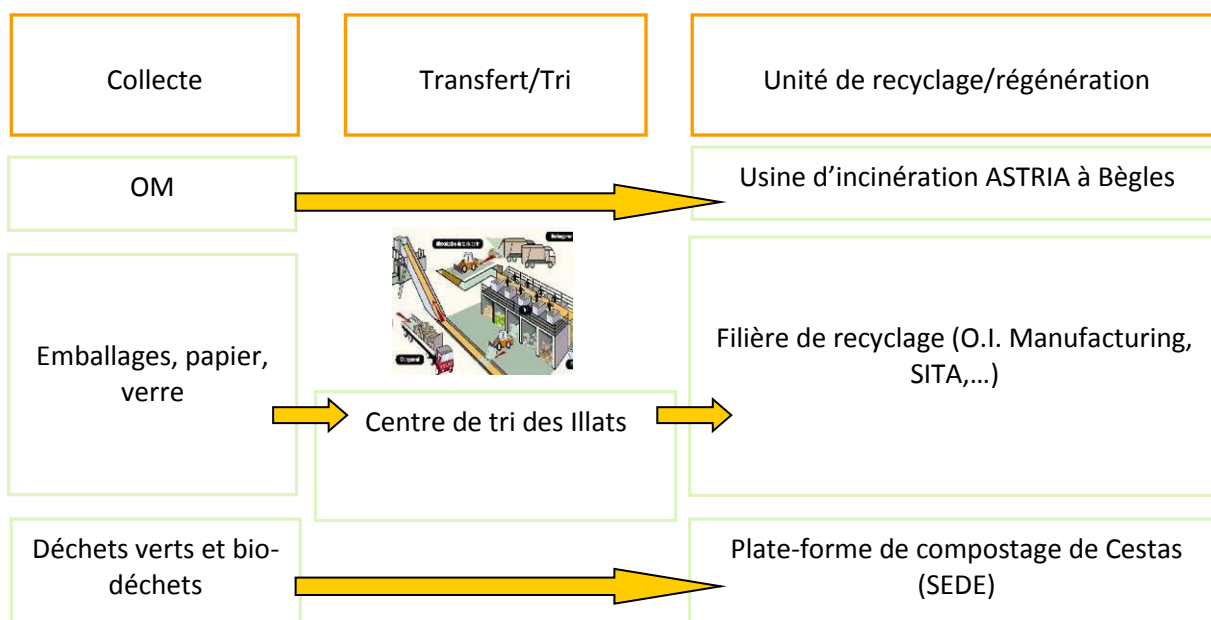 Collecte
Transfert/Tri
Unité de recyclage/régénération
OM
Usine d’incinération ASTRIA à Bègles
Emballages, papier,
verre
Centre de tri des Illats
Filière de recyclage (O.I. Manufacturing,
SITA,…)
Déchets verts et bio-
déchets
Plate-forme de compostage de Cestas
(SEDE)